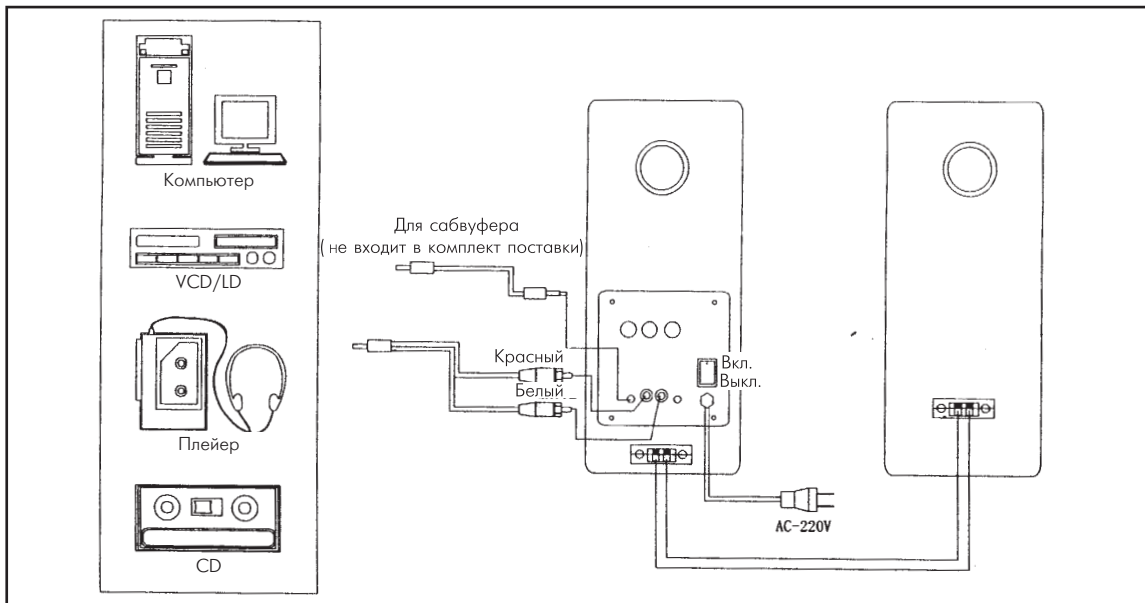 Компьютер
VCD/LD
Плейер
CD
Для сабвуфера
( не входит в комплект поставки)
Красный
Белый
Вкл.
Выкл.
AC-220V